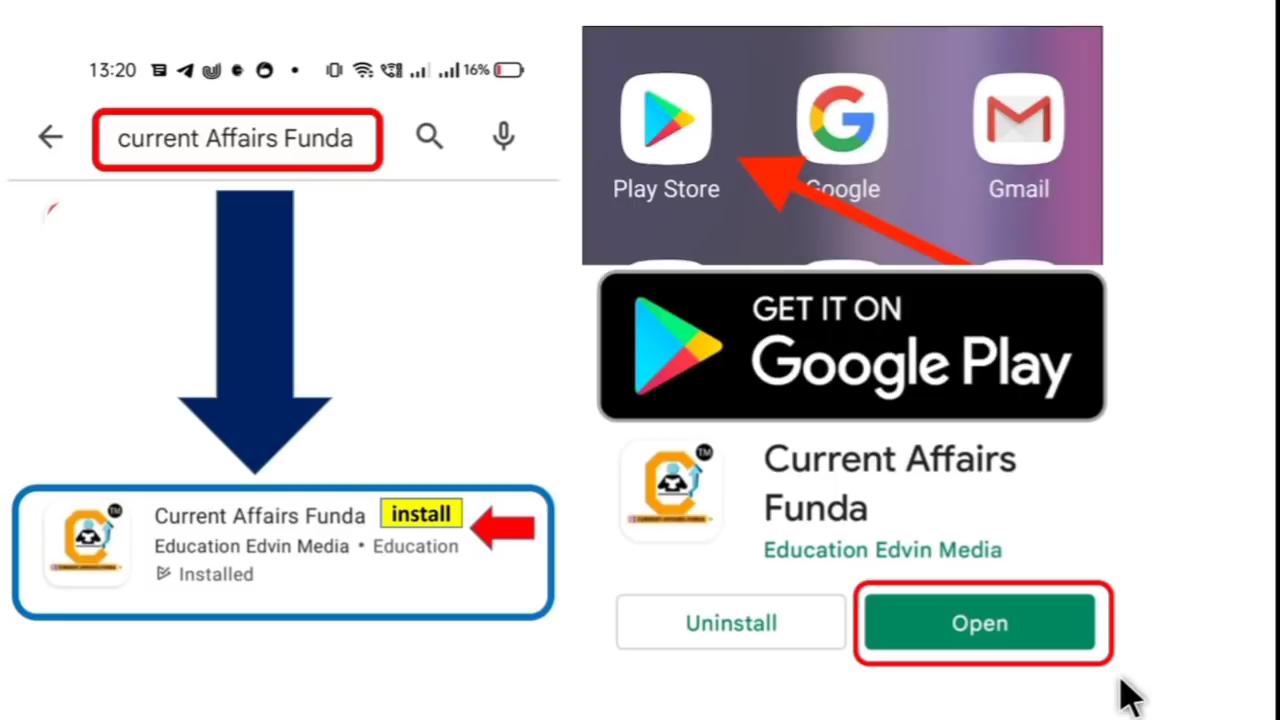 13:20
16%
current Affairs Funda
Current Affairs Funda
install
Education Edvin Media • Education
Installed
Play Store
Google
Gmail
GET IT ON
Google Play
TM
Current Affairs
Funda
Education Edvin Media
Uninstall
Open